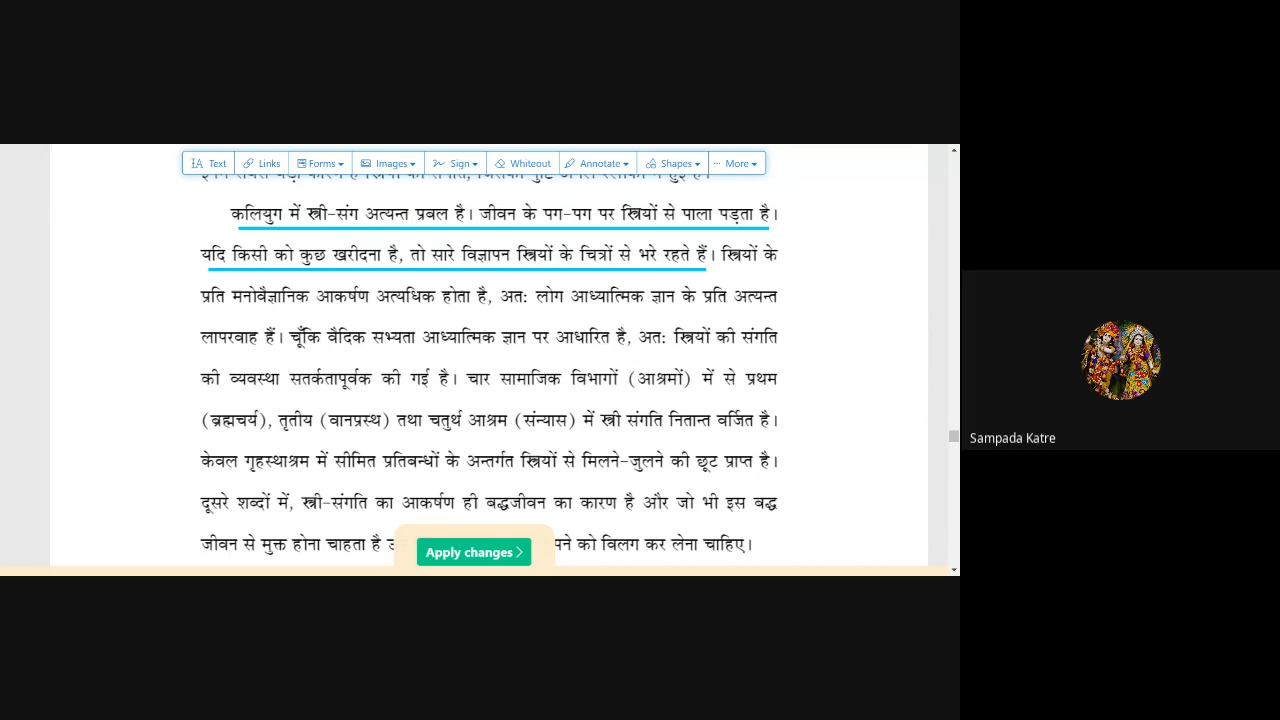 Text Links Forms Images Sign Whiteout Annotate Shapes More
कलियुग में स्त्री-संग अत्यन्त प्रबल है। जीवन के पग-पग पर स्त्रियों से पाला पड़ता है।
यदि किसी को कुछ खरीदना है, तो सारे विज्ञापन स्त्रियों के चित्रों से भरे रहते हैं। स्त्रियों के
प्रति मनोवैज्ञानिक आकर्षण अत्यधिक होता है, अतः लोग आध्यात्मिक ज्ञान के प्रति अत्यन्त
लापरवाह हैं। चूँकि वैदिक सभ्यता आध्यात्मिक ज्ञान पर आधारित है, अतः स्त्रियों की संगति
की व्यवस्था सतर्कतापूर्वक की गई है। चार सामाजिक विभागों (आश्रमों) में से प्रथम
(ब्रह्मचर्य), तृतीय (वानप्रस्थ) तथा चतुर्थ आश्रम (संन्यास) में स्त्री संगति नितान्त वर्जित है।
केवल गृहस्थाश्रम में सीमित प्रतिबन्धों के अन्तर्गत स्त्रियों से मिलने-जुलने की छूट प्राप्त है।
दूसरे शब्दों में, स्त्री-संगति का आकर्षण ही बद्धजीवन का कारण है और जो भी इस बद्ध
जीवन से मुक्त होना चाहता है को विलग कर लेना चाहिए।
Apply changes
Sampada Katre